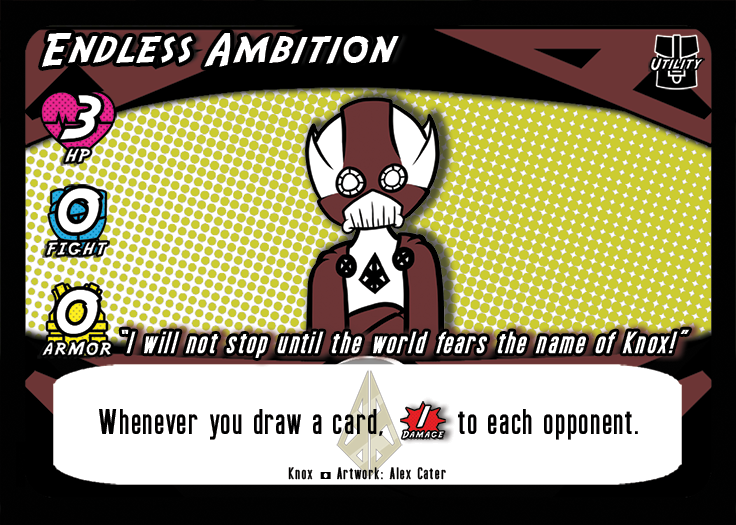 Endless Ambition
Utility
3
HP
0
Fight
0
Armor
"I will not stop until the world fears the name of Knox!"
Whenever you draw a card, 1 Damage to each opponent.
Knox Artwork: Alex Cater